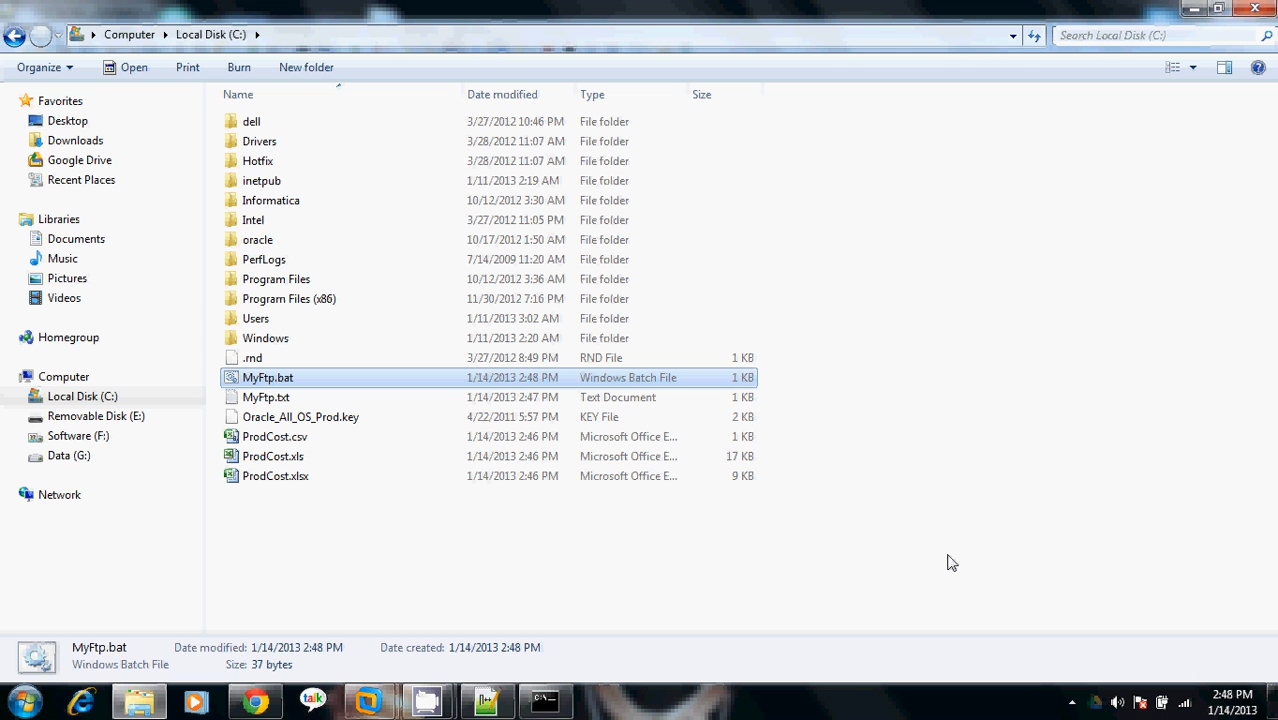 Computer Local Disk (C:)
Search Local Disk (C:)
Organize Open Print Burn New folder
Name Date modified Type Size
Favorites
Desktop
Downloads
Google Drive
Recent Places
Libraries
Documents
Music
Pictures
Videos
Homegroup
Computer
Local Disk (C:)
Removable Disk (E:)
Software (F:)
Data (G:)
Network
dell 3/27/2012 10:46 PM File folder
Drivers 3/28/2012 11:07 AM File folder
Hotfix 3/28/2012 11:07 AM File folder
inetpub 1/11/2013 2:19 AM File folder
Informatica 10/12/2012 3:30 AM File folder
Intel 3/27/2012 11:05 PM File folder
oracle 10/17/2012 1:50 AM File folder
PerfLogs 7/14/2009 11:20 AM File folder
Program Files 10/12/2012 3:36 AM File folder
Program Files (x86) 11/30/2012 7:16 PM File folder
Users 1/11/2013 3:02 AM File folder
Windows 1/11/2013 2:20 AM File folder
.rnd 3/27/2012 8:49 PM RND File 1 KB
MyFtp.bat 1/14/2013 2:48 PM Windows Batch File 1 KB
MyFtp.txt 1/14/2013 2:47 PM Text Document 1 KB
Oracle_All_OS_Prod.key 4/22/2011 5:57 PM KEY File 2 KB
ProdCost.csv 1/14/2013 2:46 PM Microsoft Office E... 1 KB
ProdCost.xls 1/14/2013 2:46 PM Microsoft Office E... 17 KB
ProdCost.xlsx 1/14/2013 2:46 PM Microsoft Office E... 9 KB
MyFtp.bat Date modified: 1/14/2013 2:48 PM Date created: 1/14/2013 2:48 PM
Windows Batch File Size: 37 bytes
talk
2:48 PM
1/14/2013